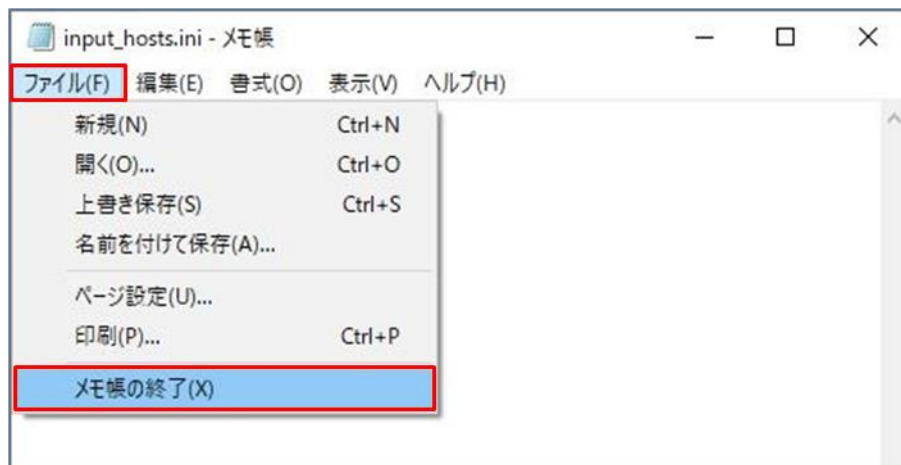 input_hosts.ini - メモ帳
ファイル(F) 編集(E) 書式(O) 表示(V) ヘルプ(H)
新規(N) Ctrl+N
開く(O)... Ctrl+O
上書き保存(S) Ctrl+S
名前を付けて保存(A)...
ページ設定(U)...
印刷(P)... Ctrl+P
メモ帳の終了(X)